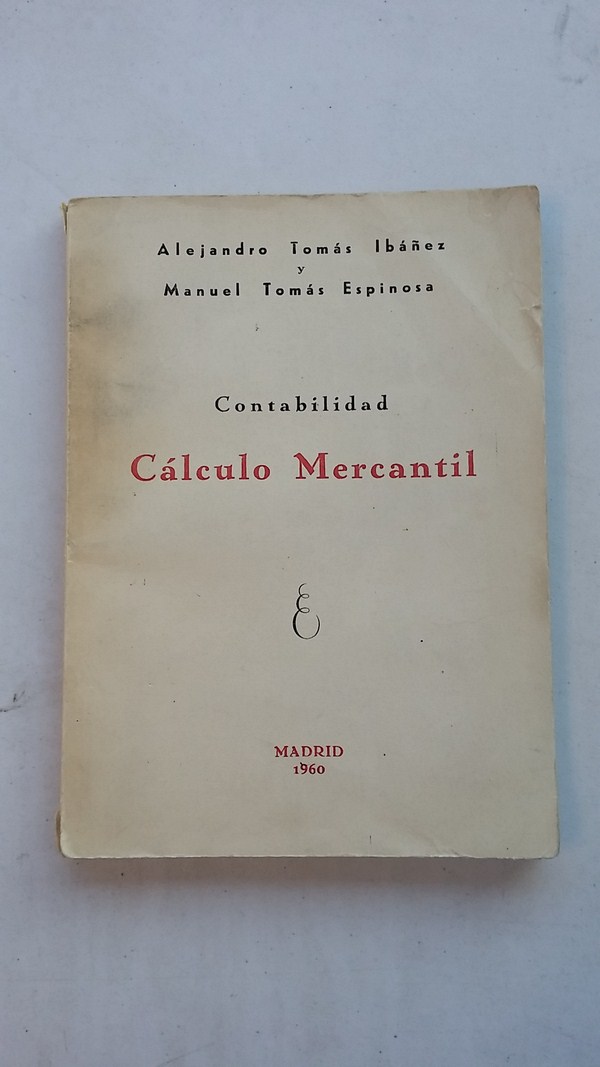 Alejandro Tomás Ibáñez
y
Manuel Tomás Espinosa
Contabilidad
Cálculo Mercantil
E
MADRID
1960